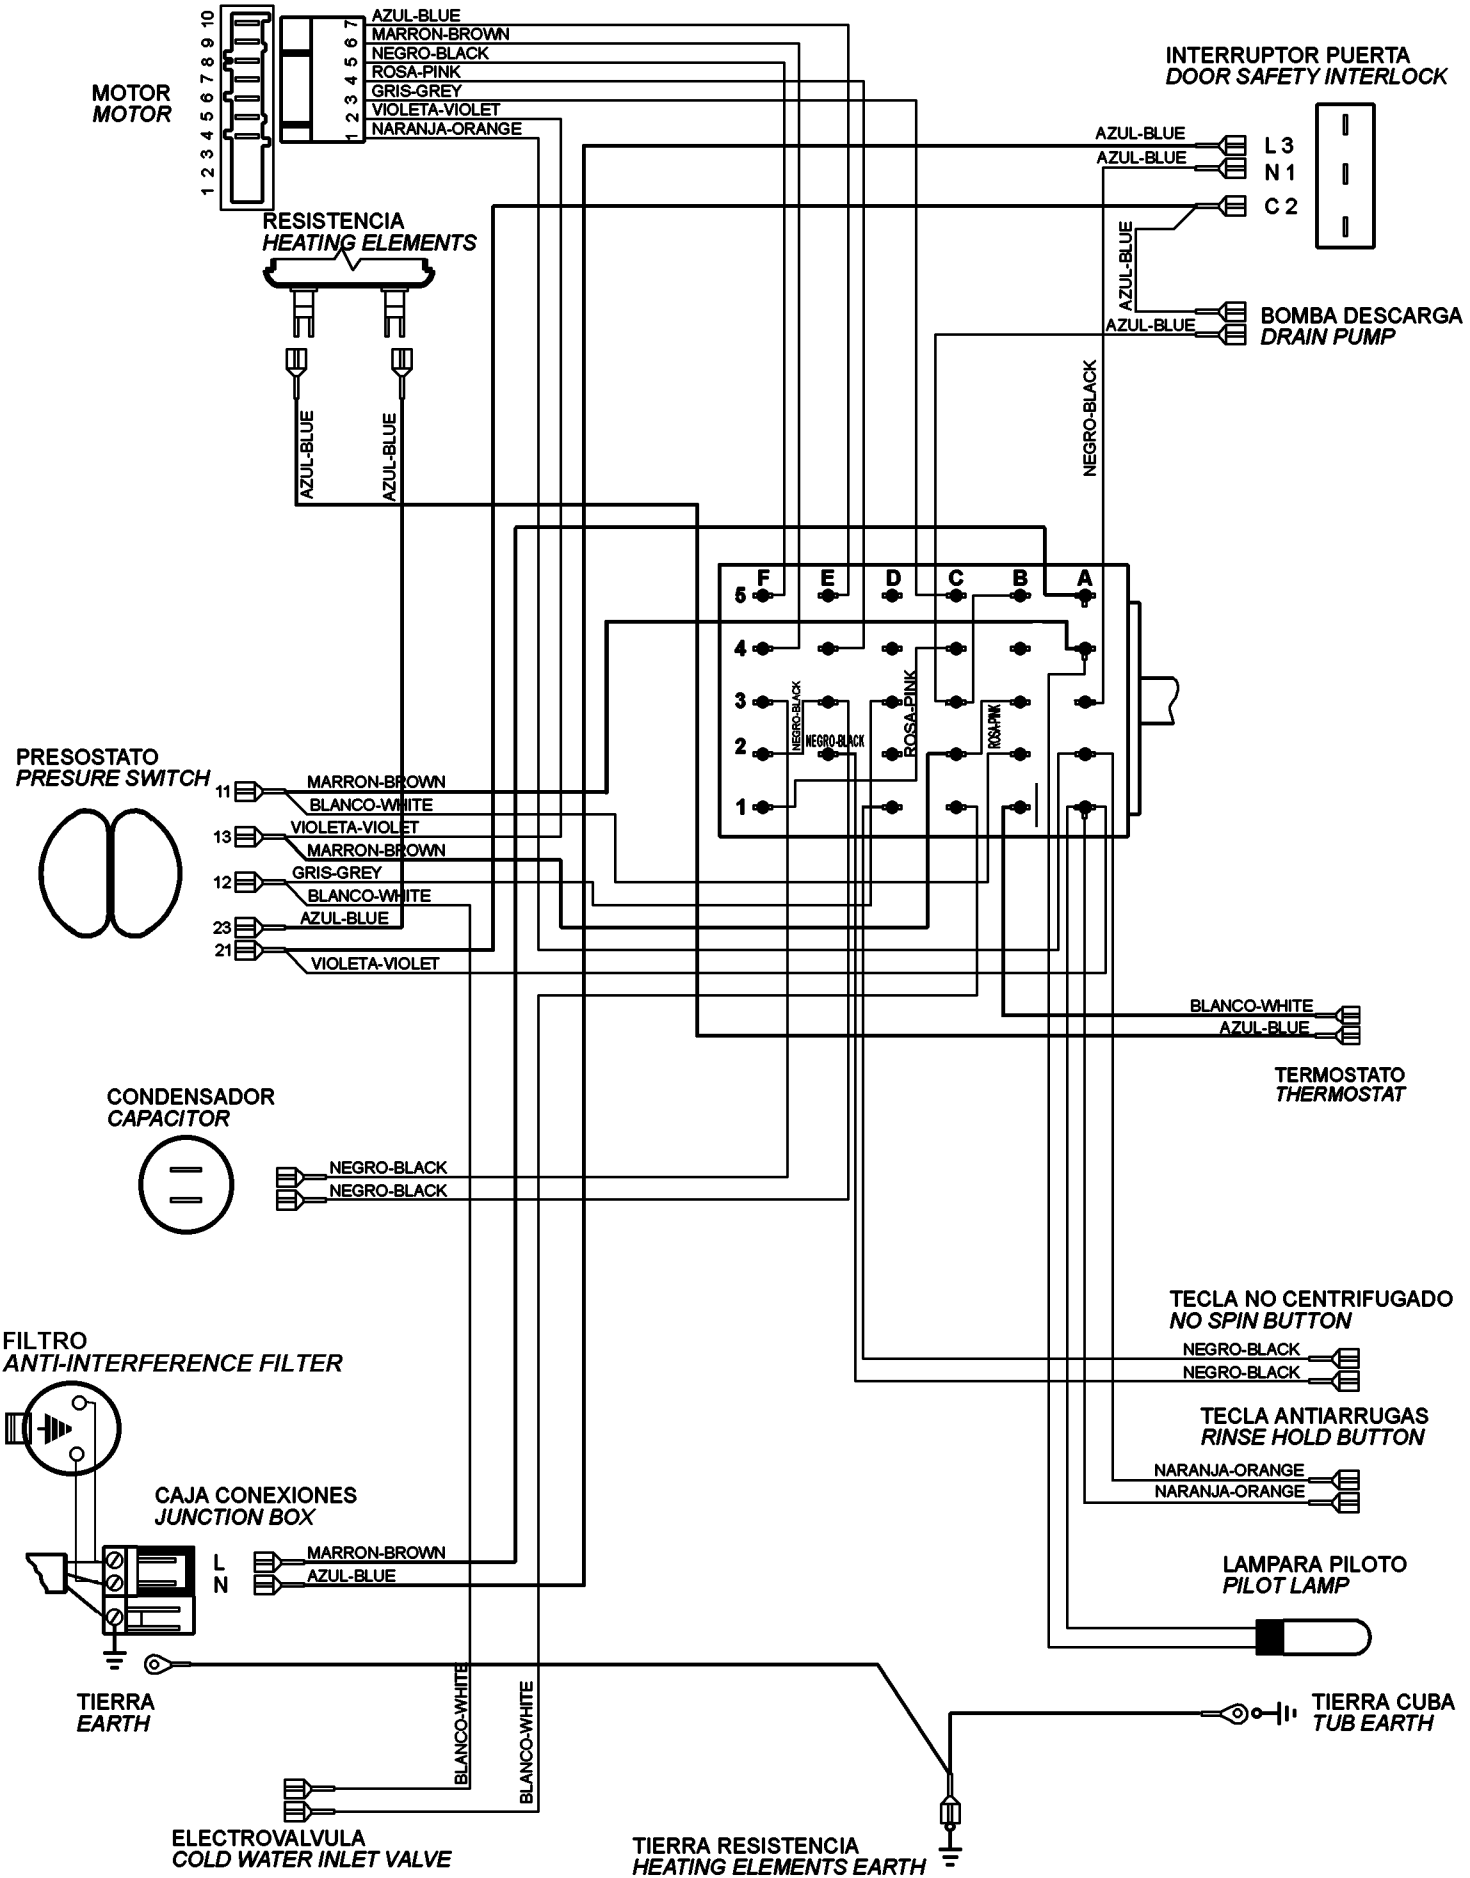 AZUL-BLUE
MARRON-BROWN
NEGRO-BLACK
ROSA-PINK
GRIS-GREY
VIOLETA-VIOLET
NARANJA-ORANGE
7
6
5
4
3
2
1
10
9
8
7
6
5
4
3
2
1
MOTOR
MOTOR
INTERRUPTOR PUERTA
DOOR SAFETY INTERLOCK
AZUL-BLUE
L 3
AZUL-BLUE
N 1
C 2
AZUL-BLUE
BOMBA DESCARGA
DRAIN PUMP
AZUL-BLUE
NEGRO-BLACK
RESISTENCIA
HEATING ELEMENTS
AZUL-BLUE
AZUL-BLUE
F E D C B A
5
4
3
2
1
NEGRO-BLACK
NEGRO-BLACK
ROSA-PINK
ROSA-PINK
PRESOSTATO
PRESURE SWITCH
11
MARRON-BROWN
BLANCO-WHITE
13
VIOLETA-VIOLET
MARRON-BROWN
12
GRIS-GREY
BLANCO-WHITE
23
AZUL-BLUE
21
VIOLETA-VIOLET
BLANCO-WHITE
AZUL-BLUE
TERMOSTATO
THERMOSTAT
CONDENSADOR
CAPACITOR
NEGRO-BLACK
NEGRO-BLACK
TECLA NO CENTRIFUGADO
NO SPIN BUTTON
NEGRO-BLACK
NEGRO-BLACK
FILTRO
ANTI-INTERFERENCE FILTER
TECLA ANTIARRUGAS
RINSE HOLD BUTTON
NARANJA-ORANGE
NARANJA-ORANGE
CAJA CONEXIONES
JUNCTION BOX
L
MARRON-BROWN
N
AZUL-BLUE
LAMPARA PILOTO
PILOT LAMP
TIERRA
EARTH
BLANCO-WHITE
BLANCO-WHITE
TIERRA CUBA
TUB EARTH
ELECTROVALVULA
COLD WATER INLET VALVE
TIERRA RESISTENCIA
HEATING ELEMENTS EARTH